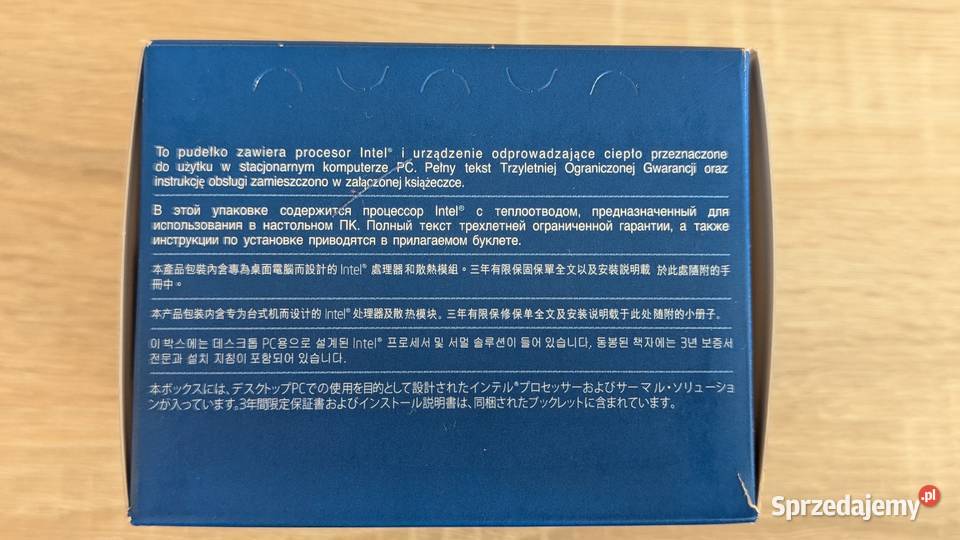 To pudełko zawiera procesor Intel® i urządzenie odprowadzające ciepło przeznaczone
do użytku w stacjonarnym komputerze PC. Pełny tekst Trzyletniej Ograniczonej Gwarancji oraz
instrukcję obsługi zamieszczono w załączonej książeczce.
В этой упаковке содержится процессор Intel® с теплоотводом, предназначенный для
использования в настольном ПК. Полный текст трехлетней ограниченной гарантии, а также
инструкции по установке приводятся в прилагаемом буклете.
本產品包裝內含專為桌面電腦而設計的 Intel® 處理器和散熱模組。三年有限保固保單全文以及安裝說明載 於此處隨附的手
冊中。
本产品包装内含专为台式机而设计的 Intel® 处理器及散热模块。三年有限保修保单全文及安装说明载于此处随附的小册子。
이 박스에는 데스크톱 PC용으로 설계된 Intel® 프로세서 및 서멀 솔루션이 들어 있습니다, 동봉된 책자에는 3년 보증서
전문과 설치 지침이 포함되어 있습니다.
本ボックスには、デスクトップPCでの使用を目的として設計されたインテル®プロセッサーおよびサーマル・ソリューショ
ンが入っています。3年間限定保証書およびインストール説明書は、同梱されたブックレットに含まれています。
Sprzedajemy.pl